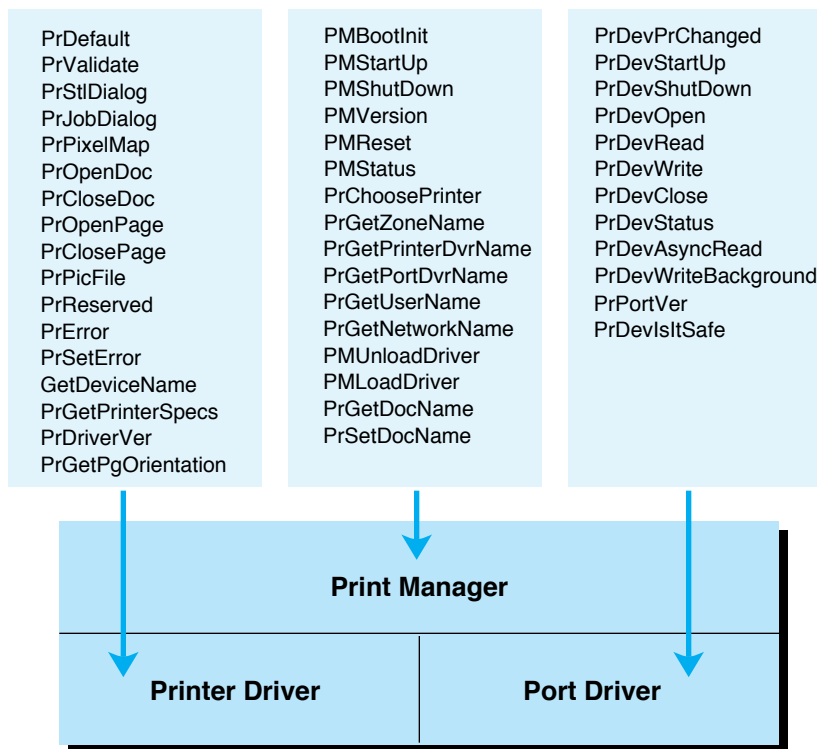 PrDefault
PrValidate
PrStlDialog
PrJobDialog
PrPixelMap
PrOpenDoc
PrCloseDoc
PrOpenPage
PrClosePage
PrPicFile
PrReserved
PrError
PrSetError
GetDeviceName
PrGetPrinterSpecs
PrDriverVer
PrGetPgOrientation
PMBootInit
PMStartUp
PMShutDown
PMVersion
PMReset
PMStatus
PrChoosePrinter
PrGetZoneName
PrGetPrinterDvrName
PrGetPortDvrName
PrGetUserName
PrGetNetworkName
PMUnloadDriver
PMLoadDriver
PrGetDocName
PrSetDocName
PrDevPrChanged
PrDevStartUp
PrDevShutDown
PrDevOpen
PrDevRead
PrDevWrite
PrDevClose
PrDevStatus
PrDevAsyncRead
PrDevWriteBackground
PrPortVer
PrDevIsItSafe
Print Manager
Printer Driver
Port Driver